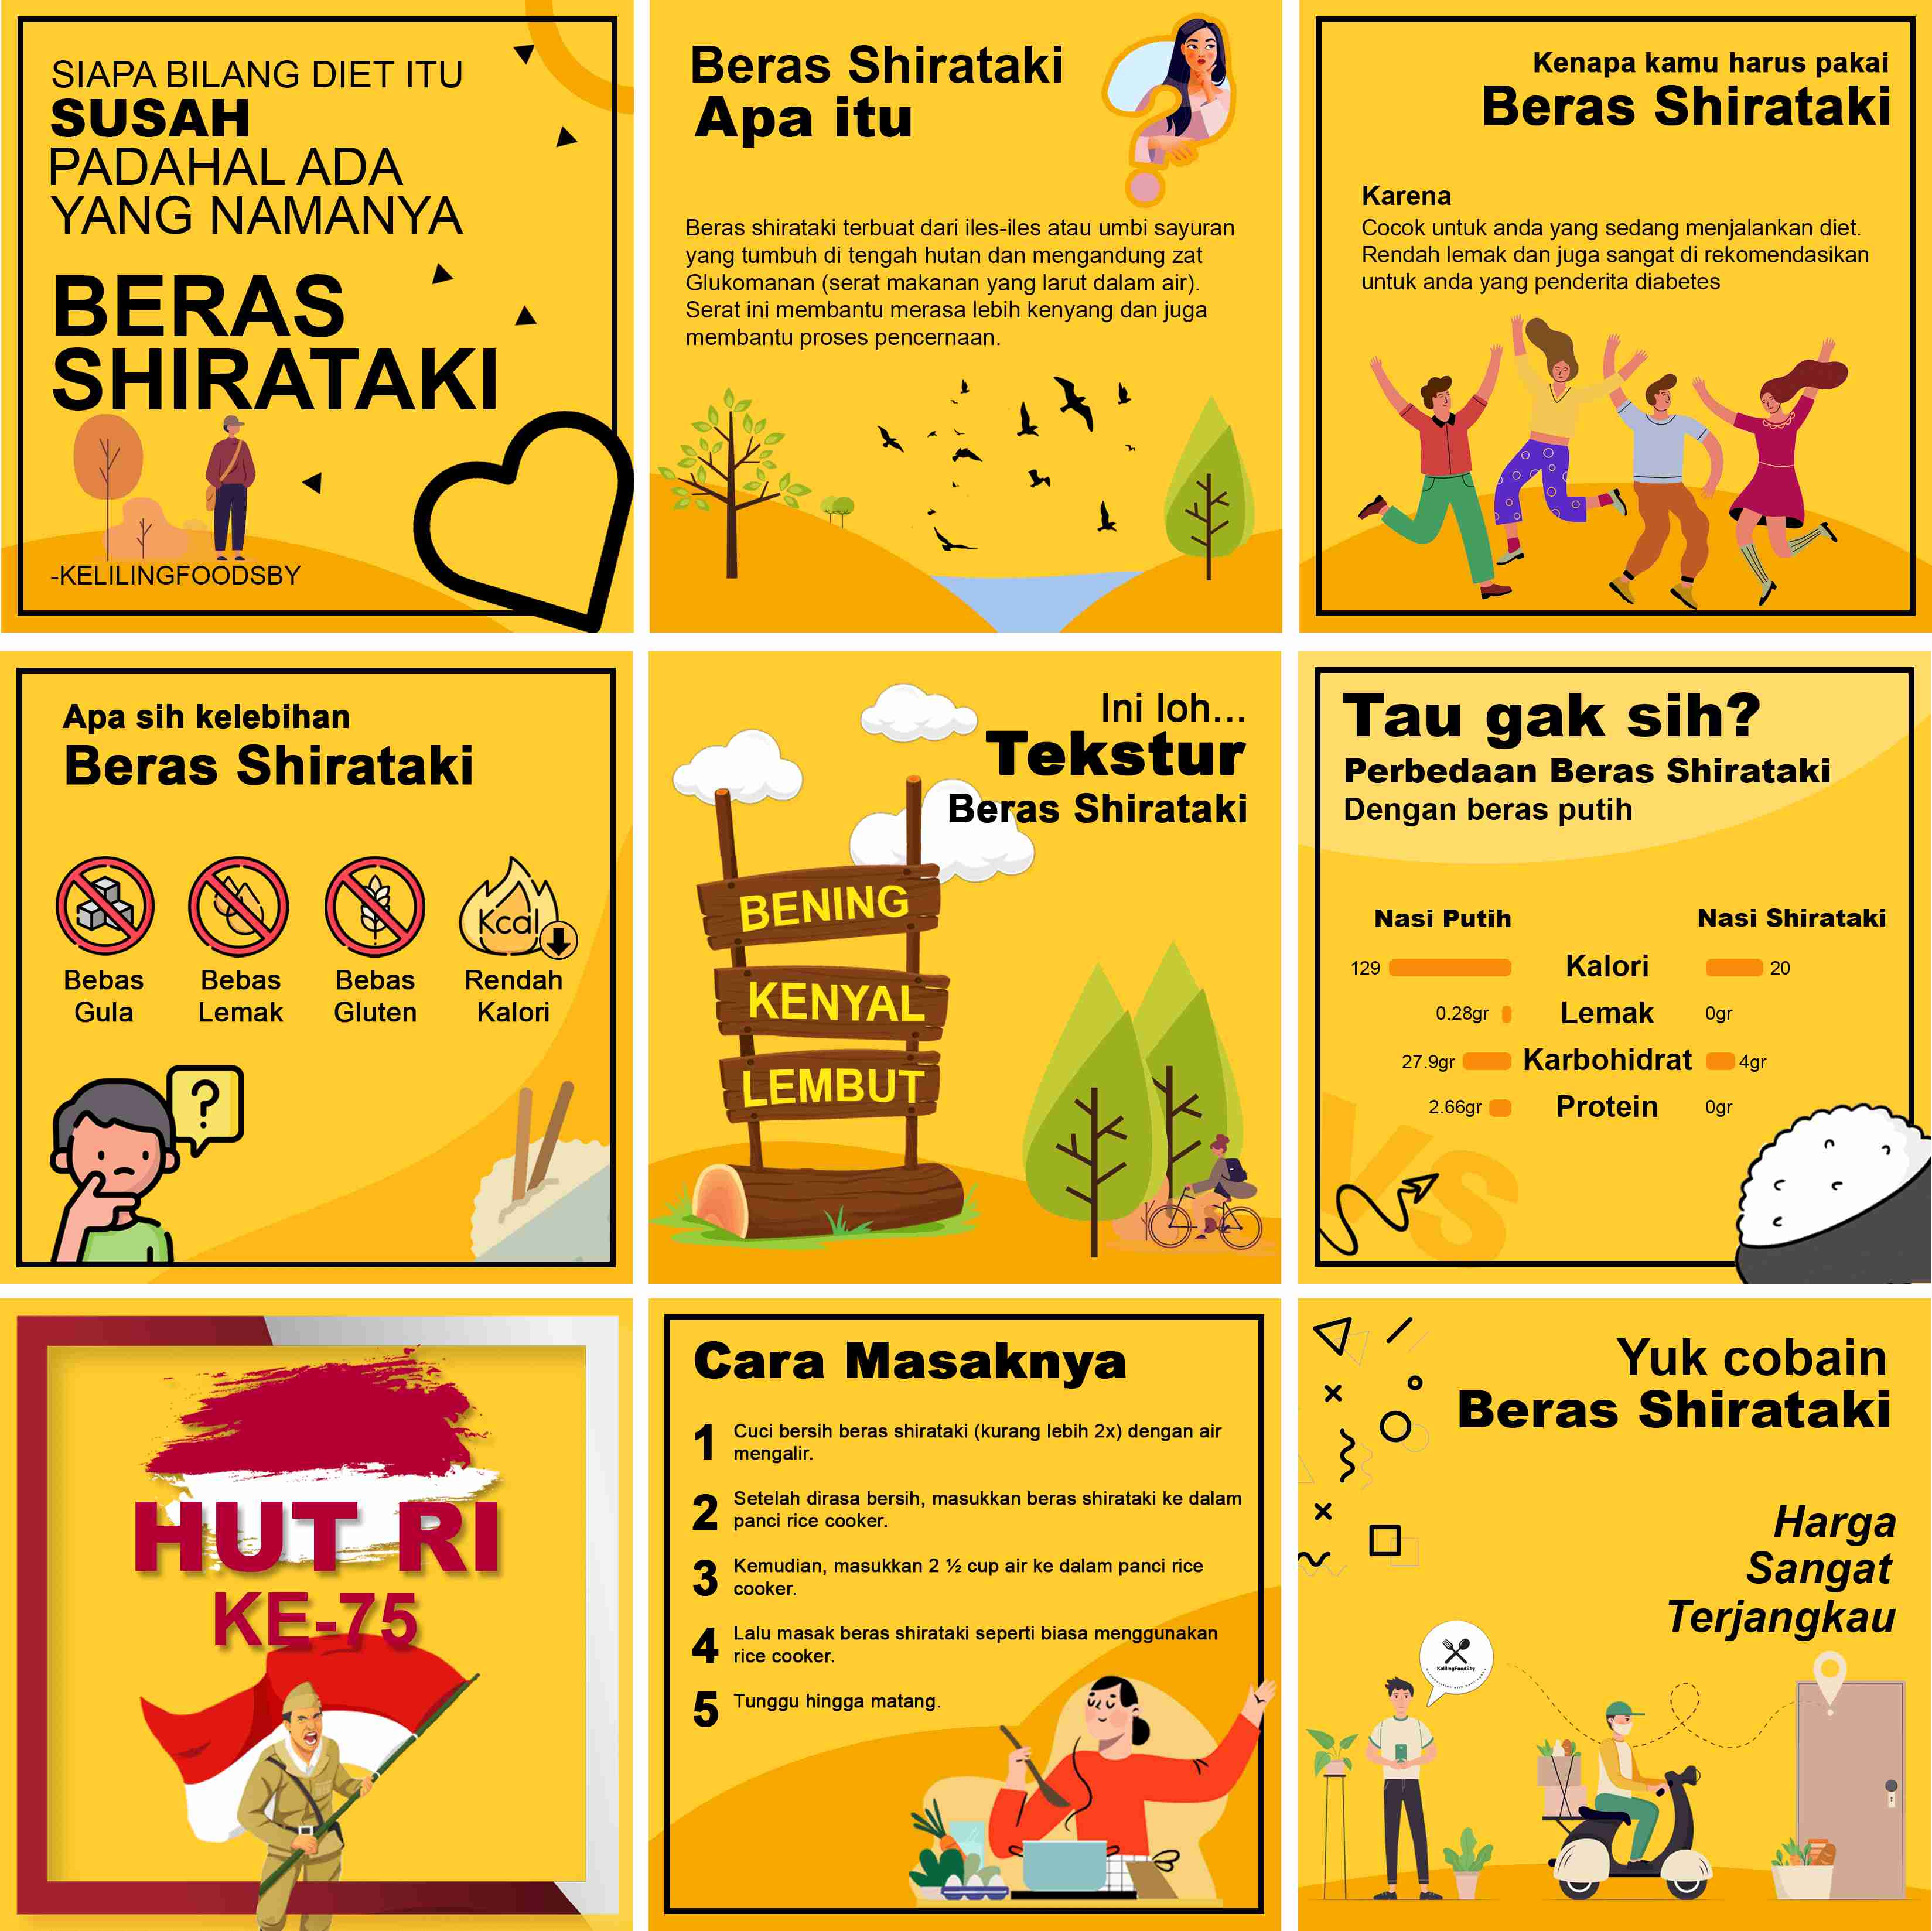 SIAPA BILANG DIET ITU
SUSAH
PADAHAL ADA
YANG NAMANYA
BERAS
SHIRATAKI
-KELILINGFOODSBY
Beras Shirataki
Apa itu
Beras shirataki terbuat dari iles-iles atau umbi sayuran
yang tumbuh di tengah hutan dan mengandung zat
Glukomanan (serat makanan yang larut dalam air).
Serat ini membantu merasa lebih kenyang dan juga
membantu proses pencernaan.
Kenapa kamu harus pakai
Beras Shirataki
Karena
Cocok untuk anda yang sedang menjalankan diet.
Rendah lemak dan juga sangat di rekomendasikan
untuk anda yang penderita diabetes
Apa sih kelebihan
Beras Shirataki
Kcal
Bebas Bebas Bebas Rendah
Gula Lemak Gluten Kalori
?
Ini loh...
Tekstur
Beras Shirataki
BENING
KENYAL
LEMBUT
Tau gak sih?
Perbedaan Beras Shirataki
Dengan beras putih
Nasi Putih Nasi Shirataki
129 Kalori 20
0.28gr Lemak 0gr
27.9gr Karbohidrat 4gr
2.66gr Protein 0gr
VS
HUT RI
KE-75
Cara Masaknya
1 Cuci bersih beras shirataki (kurang lebih 2x) dengan air
mengalir.
2 Setelah dirasa bersih, masukkan beras shirataki ke dalam
panci rice cooker.
3 Kemudian, masukkan 2 ½ cup air ke dalam panci rice
cooker.
4 Lalu masak beras shirataki seperti biasa menggunakan
rice cooker.
5 Tunggu hingga matang.
Yuk cobain
Beras Shirataki
Harga
Sangat
Terjangkau
KelilingFoodSby